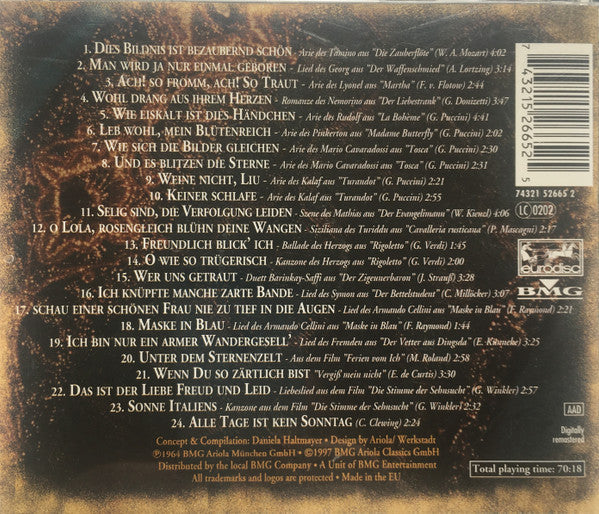 1. Dies Bildnis ist bezaubernd schön - Arie des Tamino aus "Die Zauberflöte" (W. A. Mozart) 4:02
2. Man wird ja nur einmal geboren - Lied des Georg aus "Der Waffenschmied" (A. Lortzing) 3:14
3. Ach! so fromm, ach! So traut - Arie des Lyonel aus "Martha" (F. v. Flotow) 3:11
4. Wohl drang aus ihrem Herzen - Romanze des Nemorino aus "Der Liebestrank" (G. Donizetti) 3:47
5. Wie eiskalt ist dies Händchen - Arie des Rudolf aus "La Bohème" (G. Puccini) 4:41
6. Leb wohl, mein Blütenreich - Arie des Pinkerton aus "Madame Butterfly" (G. Puccini) 2:02
7. Wie sich die Bilder gleichen - Arie des Mario Cavaradossi aus "Tosca" (G. Puccini) 2:31
8. Und es blitzen die Sterne - Arie des Mario Cavaradossi aus "Tosca" (G. Puccini) 2:31
9. Weine nicht, Liu - Arie des Kalaf aus "Turandot" (G. Puccini) 2:21
10. Keiner schlafe - Arie des Kalaf aus "Turandot" (G. Puccini) 2:55
11. Selig sind, die Verfolgung leiden - Szene des Mathias aus "Der Evangelimann" (W. Kienzl) 3:06
12. O Lola, rosengleich blühn deine Wangen - Siziliana des Turiddu aus "Cavalleria rusticana" (P. Mascagni) 2:17
13. Freundlich blick' ich - Ballade des Herzogs aus "Rigoletto" (G. Verdi) 1:45
14. O wie so trügerisch - Kanzone des Herzogs aus "Rigoletto" (G. Verdi) 2:00
15. Wer uns getraut - Duett Barinkay-Saffi aus "Der Zigeunerbaron" (J. Strauß) 3:28
16. Ich knüpfte manche zarte Bande - Lied des Symon aus "Der Bettelstudent" (C. Millöcker) 3:07
17. schau einer schönen Frau nie zu tief in die Augen - Lied des Armando Cellini aus "Maske in Blau" (F. Raymond) 2:21
18. Maske in Blau - Lied des Armando Cellini aus "Maske in Blau" (F. Raymond) 1:44
19. Ich bin nur ein armer Wandergesell' - Lied des Fremden aus "Der Vetter aus Dingsda" (E. Künneke) 3:31
20. Unter dem Sternenzelt - Aus dem Film "Ferien vom Ich" (M. Roland) 2:58
21. Wenn Du so zärtlich bist - "Vergiß mein nicht" (E. de Curtis) 3:30
22. Das ist der Liebe Freud und Leid - Liebeslied aus dem Film "Die Stimme der Sehnsucht" (G. Winkler) 2:57
23. Sonne Italiens - Kanzone aus dem Film "Die Stimme der Sehnsucht" (G. Winkler) 2:32
24. Alle Tage ist kein Sonntag - (C. Clewing) 2:24
Concept & Compilation: Daniela Haltmayer • Design by Ariola/ Werkstadt
℗1964 BMG Ariola München GmbH • ©1997 BMG Ariola Classics GmbH
Distributed by the local BMG Company • A Unit of BMG Entertainment
All trademarks and logos are protected • Made in the EU
7 43215 26652 5
74321 52665 2
LC 0202
eurodisc
BMG
AAD
Digitally
remastered
Total playing time: 70:18